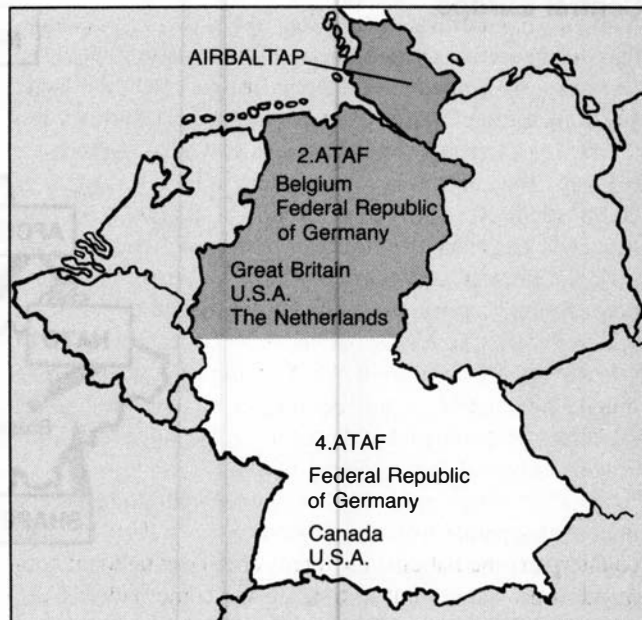 AIRBALTAP
2.ATAF
Belgium
Federal Republic
of Germany
Great Britain
U.S.A.
The Netherlands
4.ATAF
Federal Republic
of Germany
Canada
U.S.A.